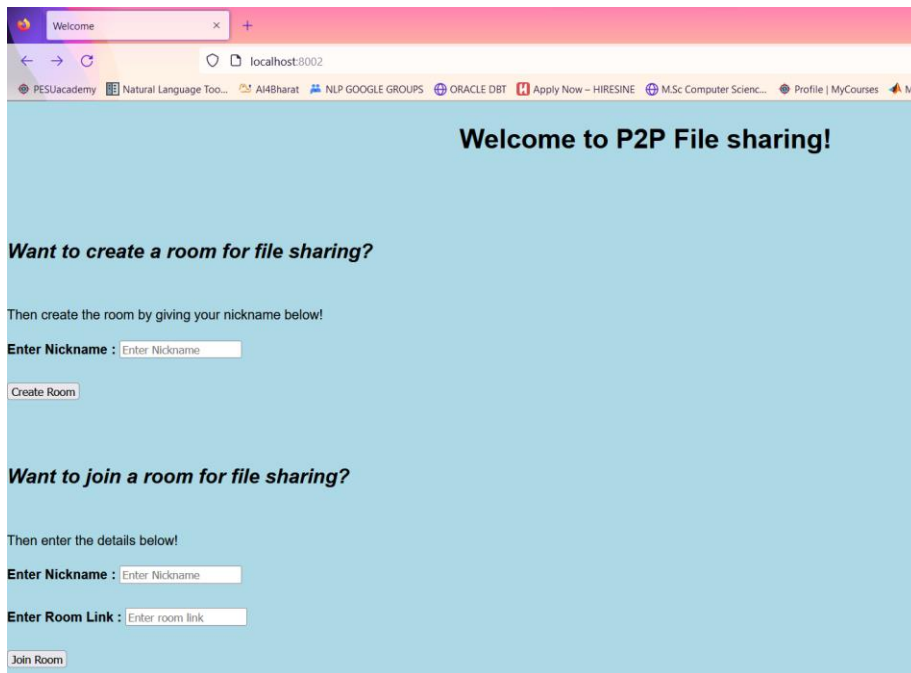 Welcome
localhost:8002
PESUacademy Natural Language Too... AI4Bharat NLP GOOGLE GROUPS ORACLE DBT Apply Now – HIRESINE M.Sc Computer Scienc... Profile | MyCourses M
Welcome to P2P File sharing!
Want to create a room for file sharing?
Then create the room by giving your nickname below!
Enter Nickname : Enter Nickname
Create Room
Want to join a room for file sharing?
Then enter the details below!
Enter Nickname : Enter Nickname
Enter Room Link : Enter room link
Join Room